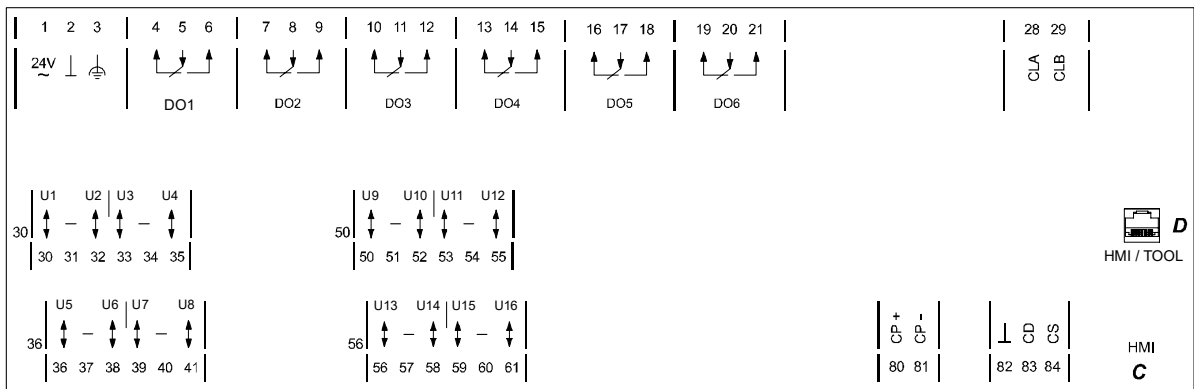 1 2 3 4 5 6 7 8 9 10 11 12 13 14 15 16 17 18 19 20 21 28 29
24V ~ CLA CLB
DO1 DO2 DO3 DO4 DO5 DO6
U1 U2 U3 U4 U9 U10 U11 U12
30 – – 50 – – D
30 31 32 33 34 35 50 51 52 53 54 55 HMI / TOOL
U5 U6 U7 U8 U13 U14 U15 U16
36 – – 56 – – CP + CP - CD CS HMI
36 37 38 39 40 41 56 57 58 59 60 61 80 81 82 83 84 C